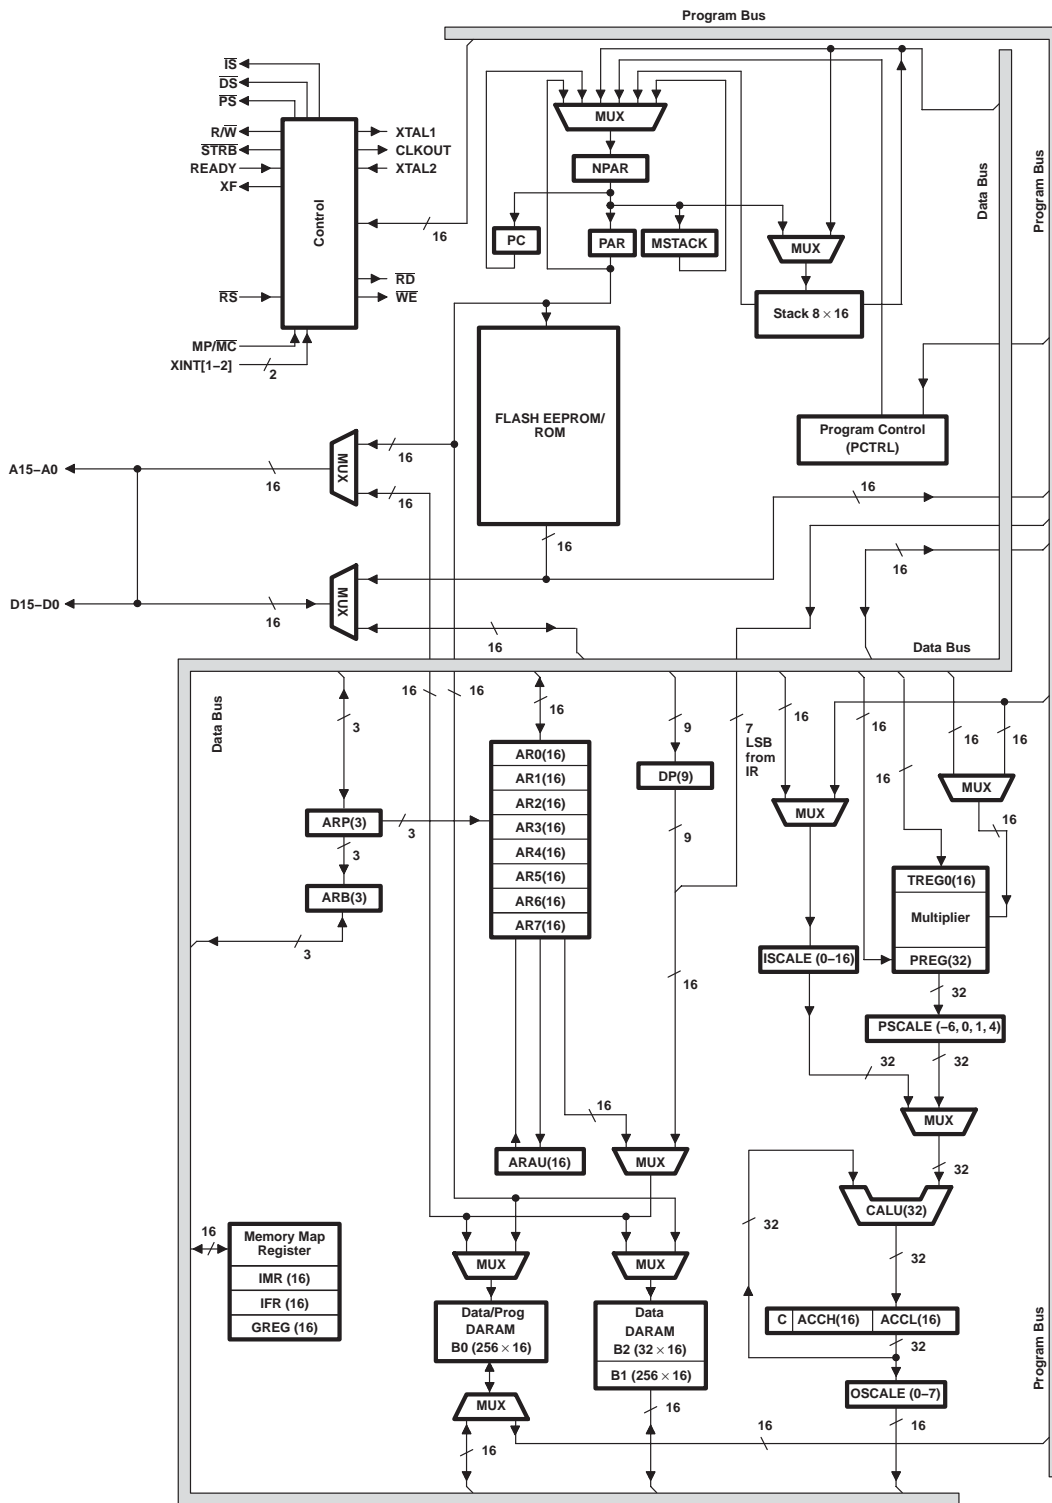 Program Bus
IS
DS
PS
R/W
STRB
READY
XF
RS
MP/MC
XINT[1–2]
2
Control
XTAL1
CLKOUT
XTAL2
16
RD
WE
MUX
NPAR
PC
PAR
MSTACK
MUX
Stack 8 × 16
Data Bus
Program Bus
FLASH EEPROM/
ROM
Program Control
(PCTRL)
A15–A0
16
MUX
16
16
16
16
D15–D0
16
MUX
16
16
Data Bus
Data Bus
3
16
16
16
9
7
LSB
from
IR
16
16
16
16
16
AR0(16)
AR1(16)
AR2(16)
AR3(16)
AR4(16)
AR5(16)
AR6(16)
AR7(16)
DP(9)
9
MUX
MUX
16
ARP(3)
3
3
ARB(3)
3
TREG0(16)
Multiplier
PREG(32)
ISCALE (0–16)
16
32
PSCALE (–6, 0, 1, 4)
32
32
16
MUX
ARAU(16)
MUX
32
CALU(32)
32
32
16
Memory Map
Register
IMR (16)
IFR (16)
GREG (16)
MUX
MUX
Data/Prog
DARAM
B0 (256 × 16)
Data
DARAM
B2 (32 × 16)
B1 (256 × 16)
C
ACCH(16)
ACCL(16)
32
OSCALE (0–7)
MUX
16
16
16
16
Program Bus